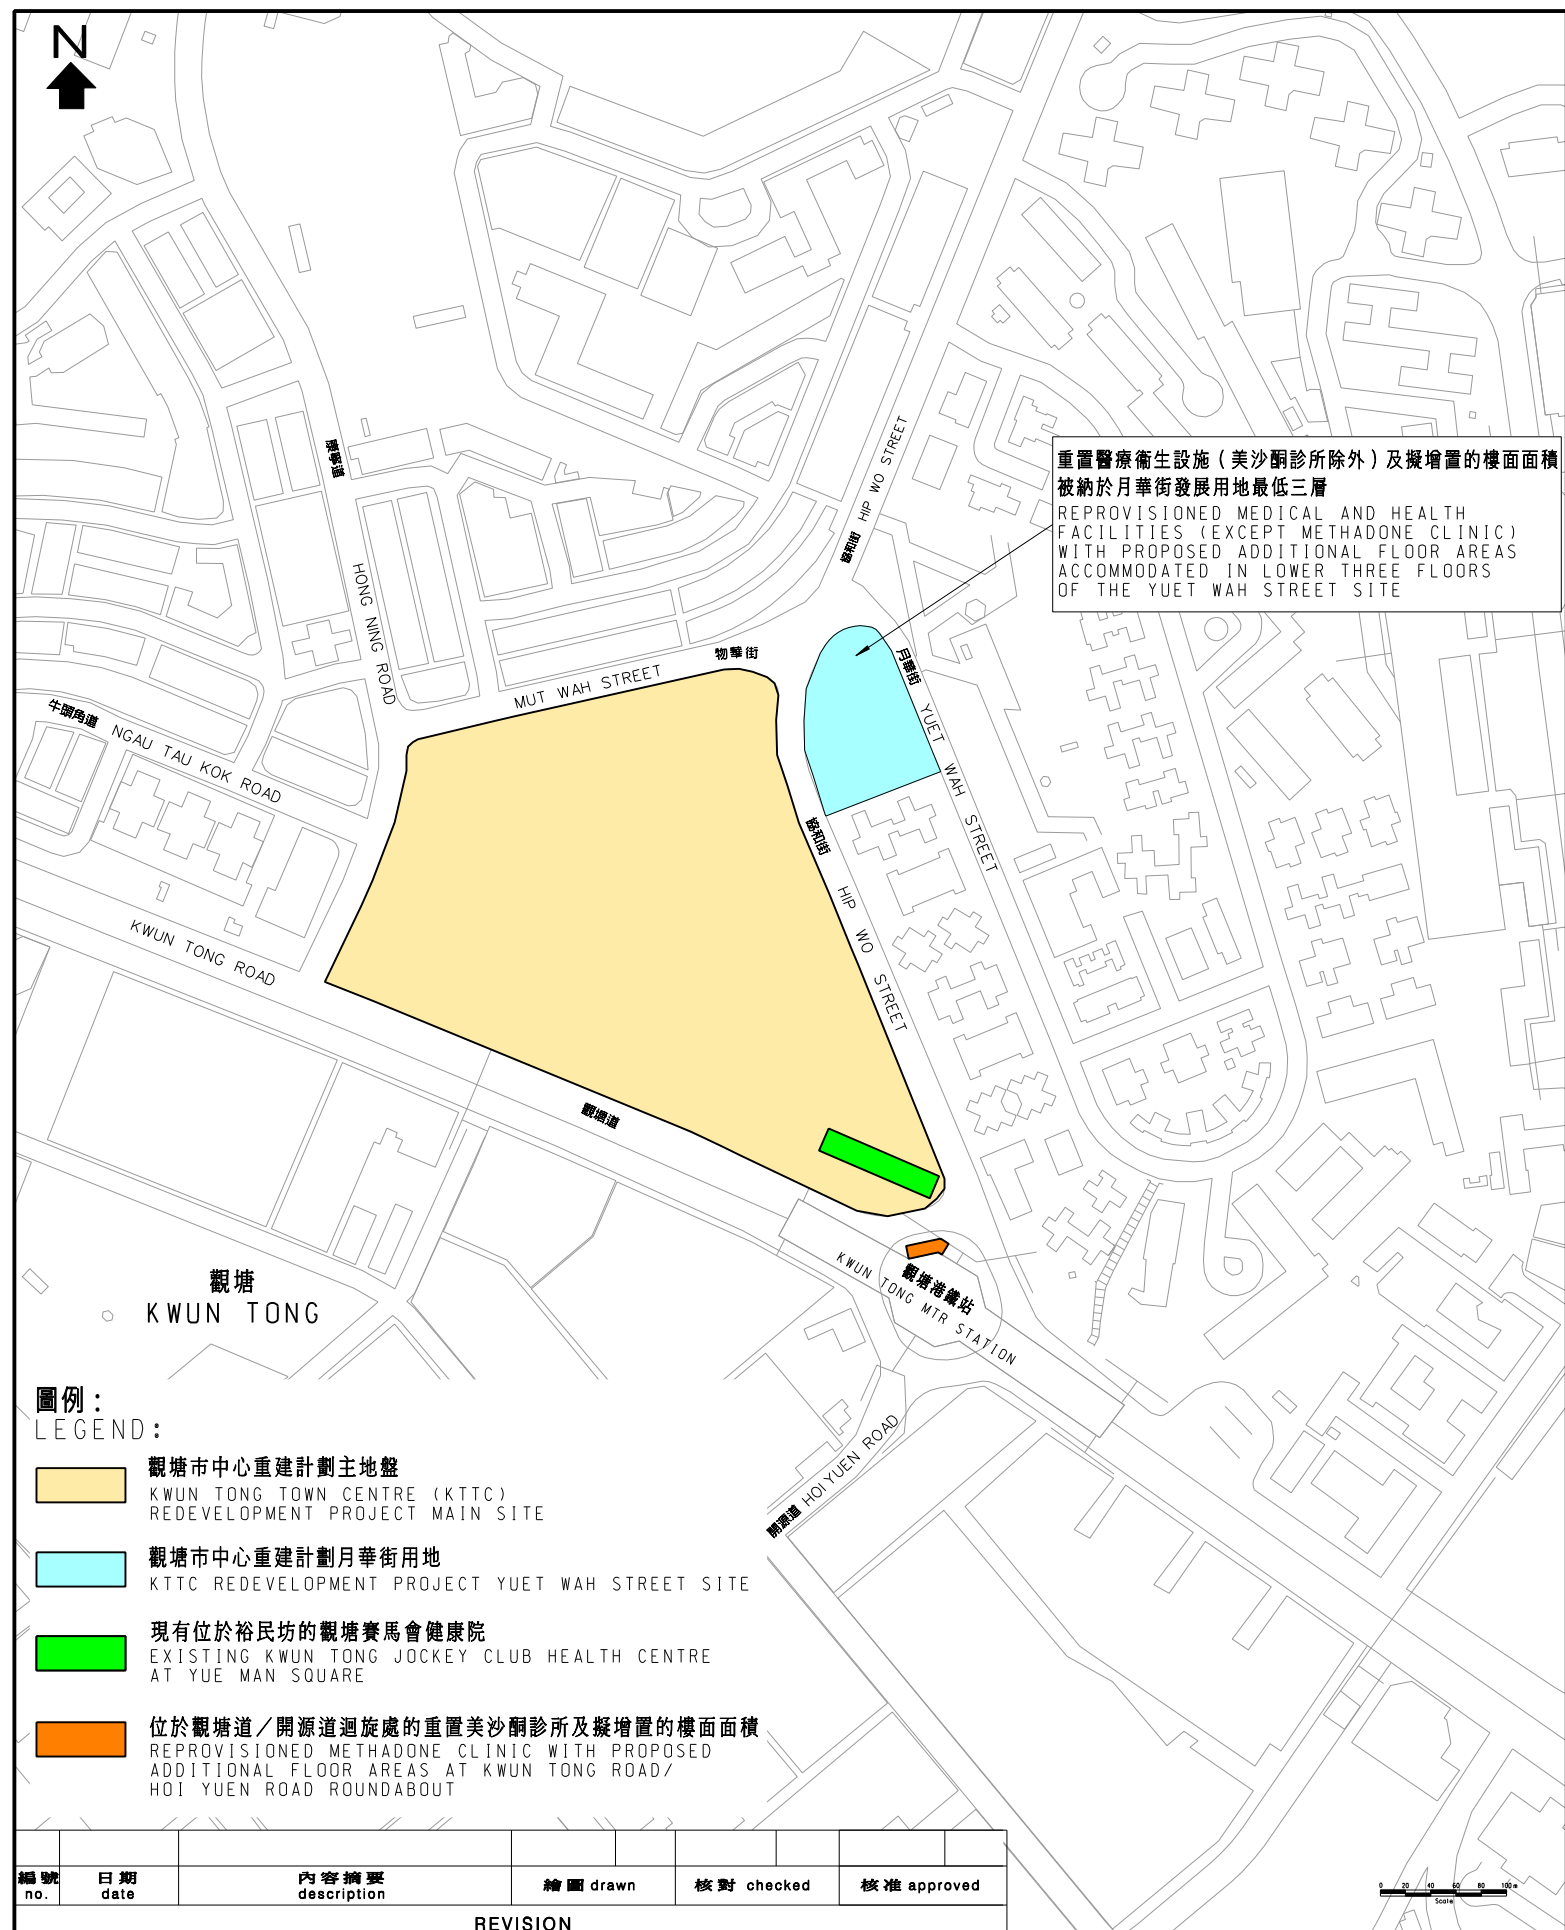 N
重置醫療衞生設施（美沙酮診所除外）及擬增置的樓面面積
被納於月華街發展用地最低三層
REPROVISIONED MEDICAL AND HEALTH
FACILITIES (EXCEPT METHADONE CLINIC)
WITH PROPOSED ADDITIONAL FLOOR AREAS
ACCOMMODATED IN LOWER THREE FLOORS
OF THE YUET WAH STREET SITE
康寧道
HONG NING ROAD
協和街 HIP WO STREET
物華街
MUT WAH STREET
月華街
YUET WAH STREET
牛頭角道 NGAU TAU KOK ROAD
協和街
HIP WO STREET
KWUN TONG ROAD
觀塘道
觀塘港鐵站
KWUN TONG MTR STATION
觀塘
KWUN TONG
開源道 HOI YUEN ROAD
圖例：
LEGEND:
觀塘市中心重建計劃主地盤
KWUN TONG TOWN CENTRE (KTTC)
REDEVELOPMENT PROJECT MAIN SITE
觀塘市中心重建計劃月華街用地
KTTC REDEVELOPMENT PROJECT YUET WAH STREET SITE
現有位於裕民坊的觀塘賽馬會健康院
EXISTING KWUN TONG JOCKEY CLUB HEALTH CENTRE
AT YUE MAN SQUARE
位於觀塘道／開源道迴旋處的重置美沙酮診所及擬增置的樓面面積
REPROVISIONED METHADONE CLINIC WITH PROPOSED
ADDITIONAL FLOOR AREAS AT KWUN TONG ROAD/
HOI YUEN ROAD ROUNDABOUT
編號 日期 內容摘要 繪圖 drawn 核對 checked 核准 approved
no. date description
REVISION
0 20 40 60 80 100 m
Scale